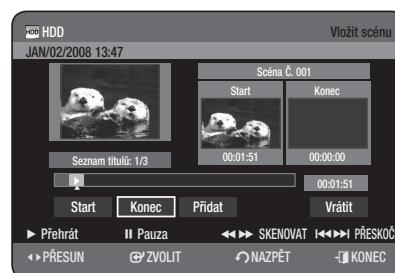 HDD HDD Vložit scénu
JAN/02/2008 13:47
Scéna Č. 001
Start Konec
Seznam titulů: 1/3 00:01:51 00:00:00
00:01:51
Start Konec Přidat Vrátit
Přehrát Pauza SKENOVAT PŘESKOČ
PŘESUN ZVOLIT NAZPĚT KONEC